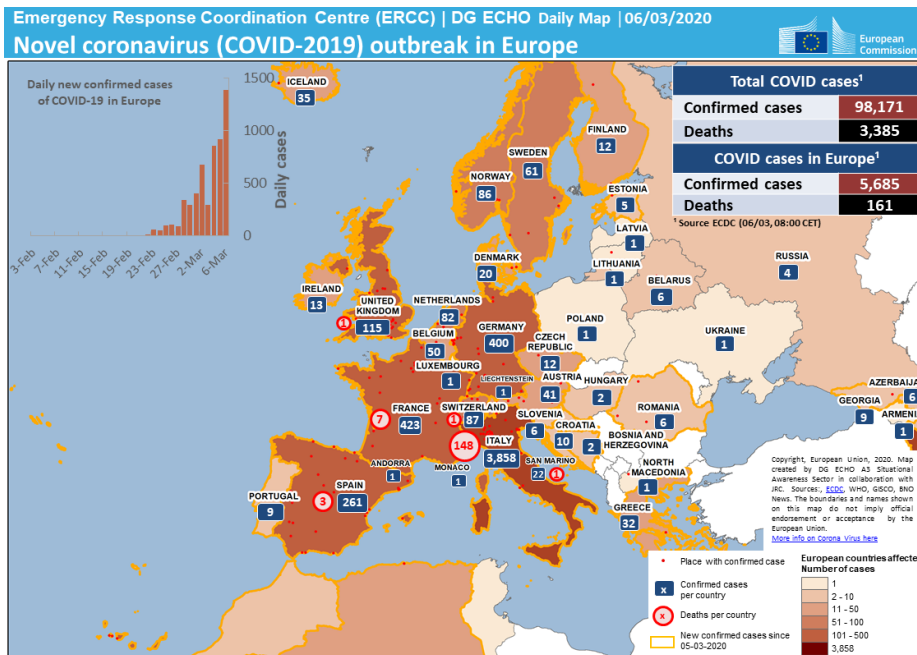 Emergency Response Coordination Centre (ERCC) | DG ECHO Daily Map | 06/03/2020
Novel coronavirus (COVID-2019) outbreak in Europe
European
Commission
Daily new confirmed cases
of COVID-19 in Europe
1500
1000
500
0
Daily cases
3-Feb
7-Feb
11-Feb
15-Feb
19-Feb
23-Feb
27-Feb
2-Mar
6-Mar
Total COVID cases¹
Confirmed cases 98,171
Deaths 3,385
COVID cases in Europe¹
Confirmed cases 5,685
Deaths 161
¹ Source ECDC (06/03, 08:00 CET)
ICELAND
35
FINLAND
12
SWEDEN
61
NORWAY
86
ESTONIA
5
LATVIA
1
LITHUANIA
1
RUSSIA
4
DENMARK
20
BELARUS
6
IRELAND
13
UNITED
KINGDOM
1
115
NETHERLANDS
82
BELGIUM
50
GERMANY
400
POLAND
1
UKRAINE
1
CZECH
REPUBLIC
12
LUXEMBOURG
1
LIECHTENSTEIN
1
AUSTRIA
41
HUNGARY
2
FRANCE
7
423
SWITZERLAND
1
87
SLOVENIA
6
CROATIA
10
ROMANIA
6
BOSNIA AND
HERZEGOVINA
2
ITALY
148
3,858
SAN MARINO
22
1
MONACO
1
ANDORRA
1
SPAIN
3
261
PORTUGAL
9
NORTH
MACEDONIA
1
GREECE
32
GEORGIA
9
AZERBAIJA
6
ARMEN
1
Copyright, European Union, 2020. Map
created by DG ECHO A3 Situational
Awareness Sector in collaboration with
JRC. Sources:, ECDC, WHO, GISCO, BNO
News. The boundaries and names shown
on this map do not imply official
endorsement or acceptance by the
European Union.
More info on Corona Virus here
Place with confirmed case
x Confirmed cases
per country
x Deaths per country
New confirmed cases since
05-03-2020
European countries affecte
Number of cases
1
2 - 10
11 - 50
51 - 100
101 - 500
3,858